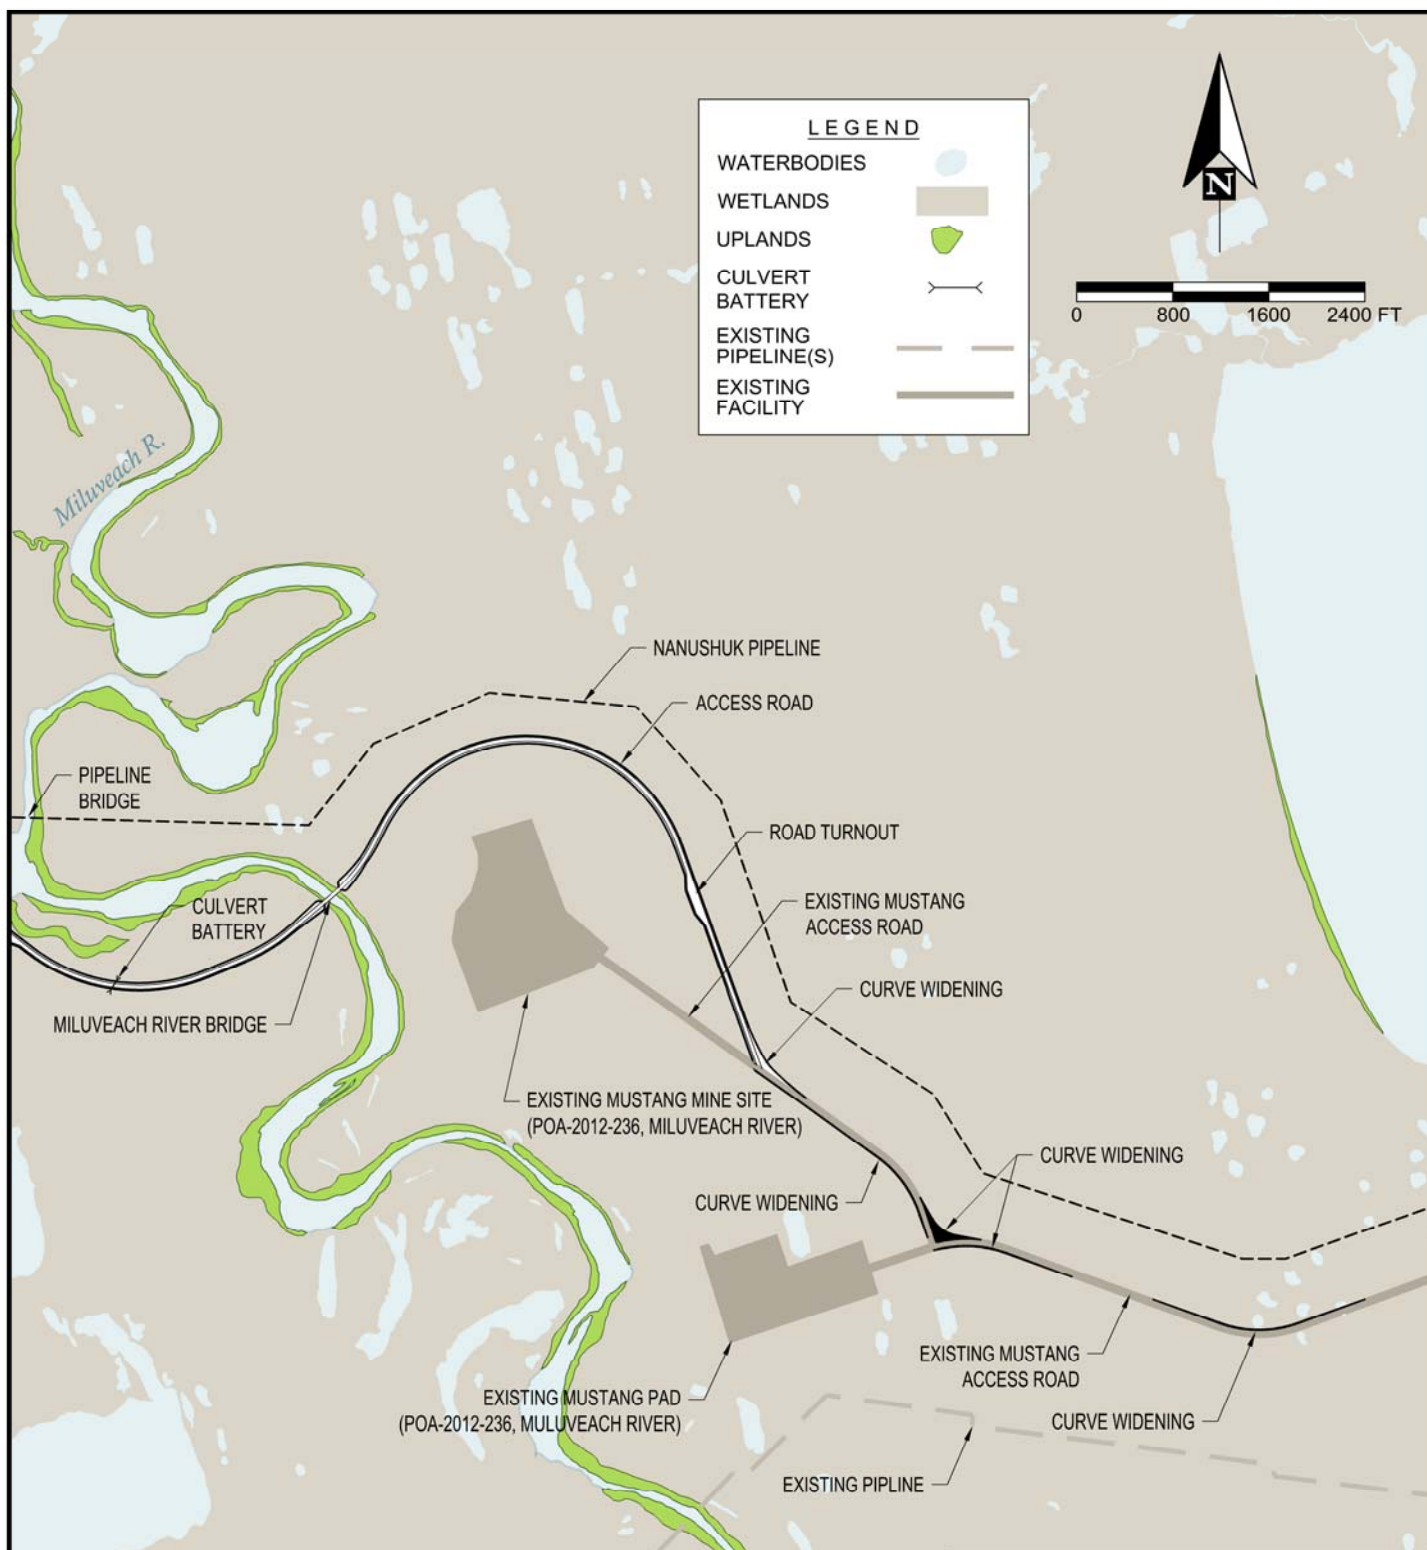 LEGEND
WATERBODIES
WETLANDS
UPLANDS
CULVERT
BATTERY
EXISTING
PIPELINE(S)
EXISTING
FACILITY
N
0 800 1600 2400 FT
Miluveach R.
NANUSHUK PIPELINE
ACCESS ROAD
PIPELINE
BRIDGE
ROAD TURNOUT
CULVERT
BATTERY
EXISTING MUSTANG
ACCESS ROAD
CURVE WIDENING
MILUVEACH RIVER BRIDGE
EXISTING MUSTANG MINE SITE
(POA-2012-236, MILUVEACH RIVER)
CURVE WIDENING
CURVE WIDENING
EXISTING MUSTANG
ACCESS ROAD
EXISTING MUSTANG PAD
(POA-2012-236, MULUVEACH RIVER)
CURVE WIDENING
EXISTING PIPLINE